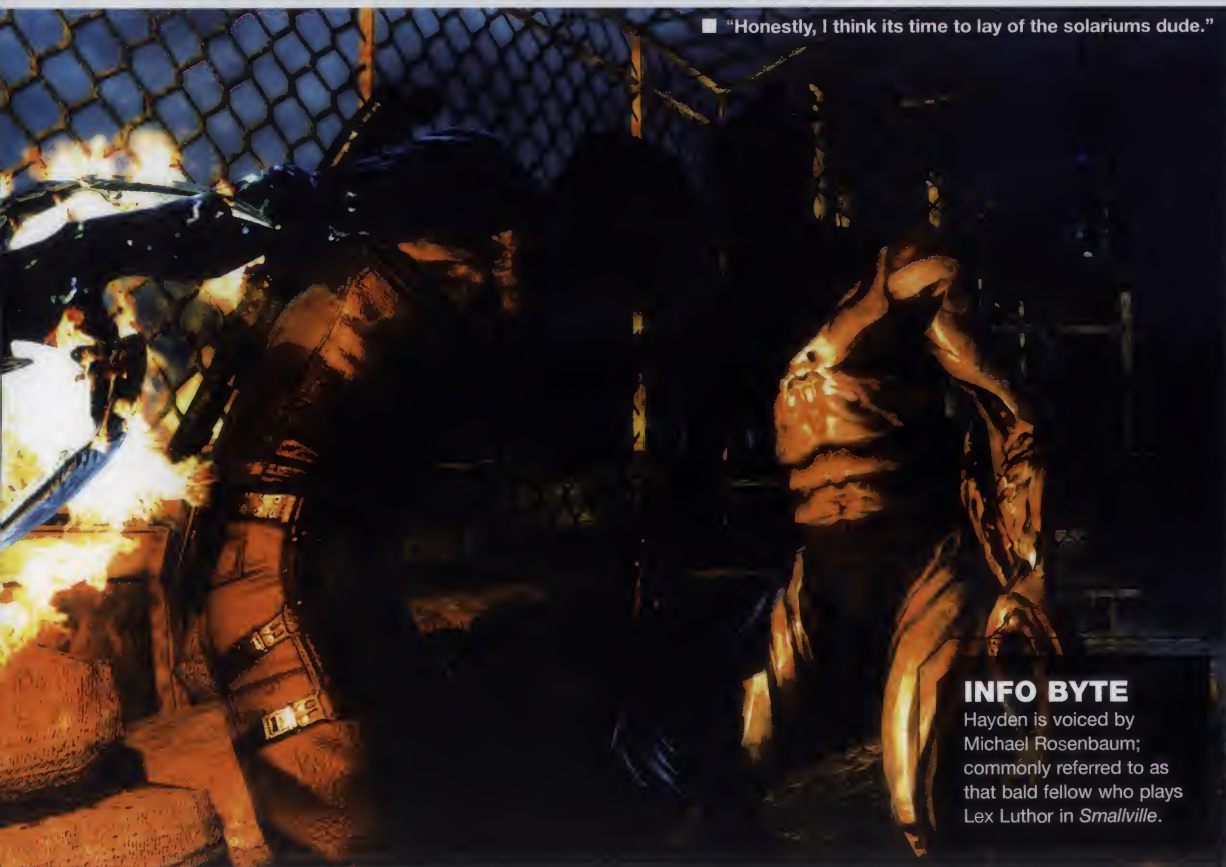 "Honestly, I think its time to lay of the solariums dude."
INFO BYTE
Hayden is voiced by
Michael Rosenbaum;
commonly referred to as
that bald fellow who plays
Lex Luthor in Smallville.